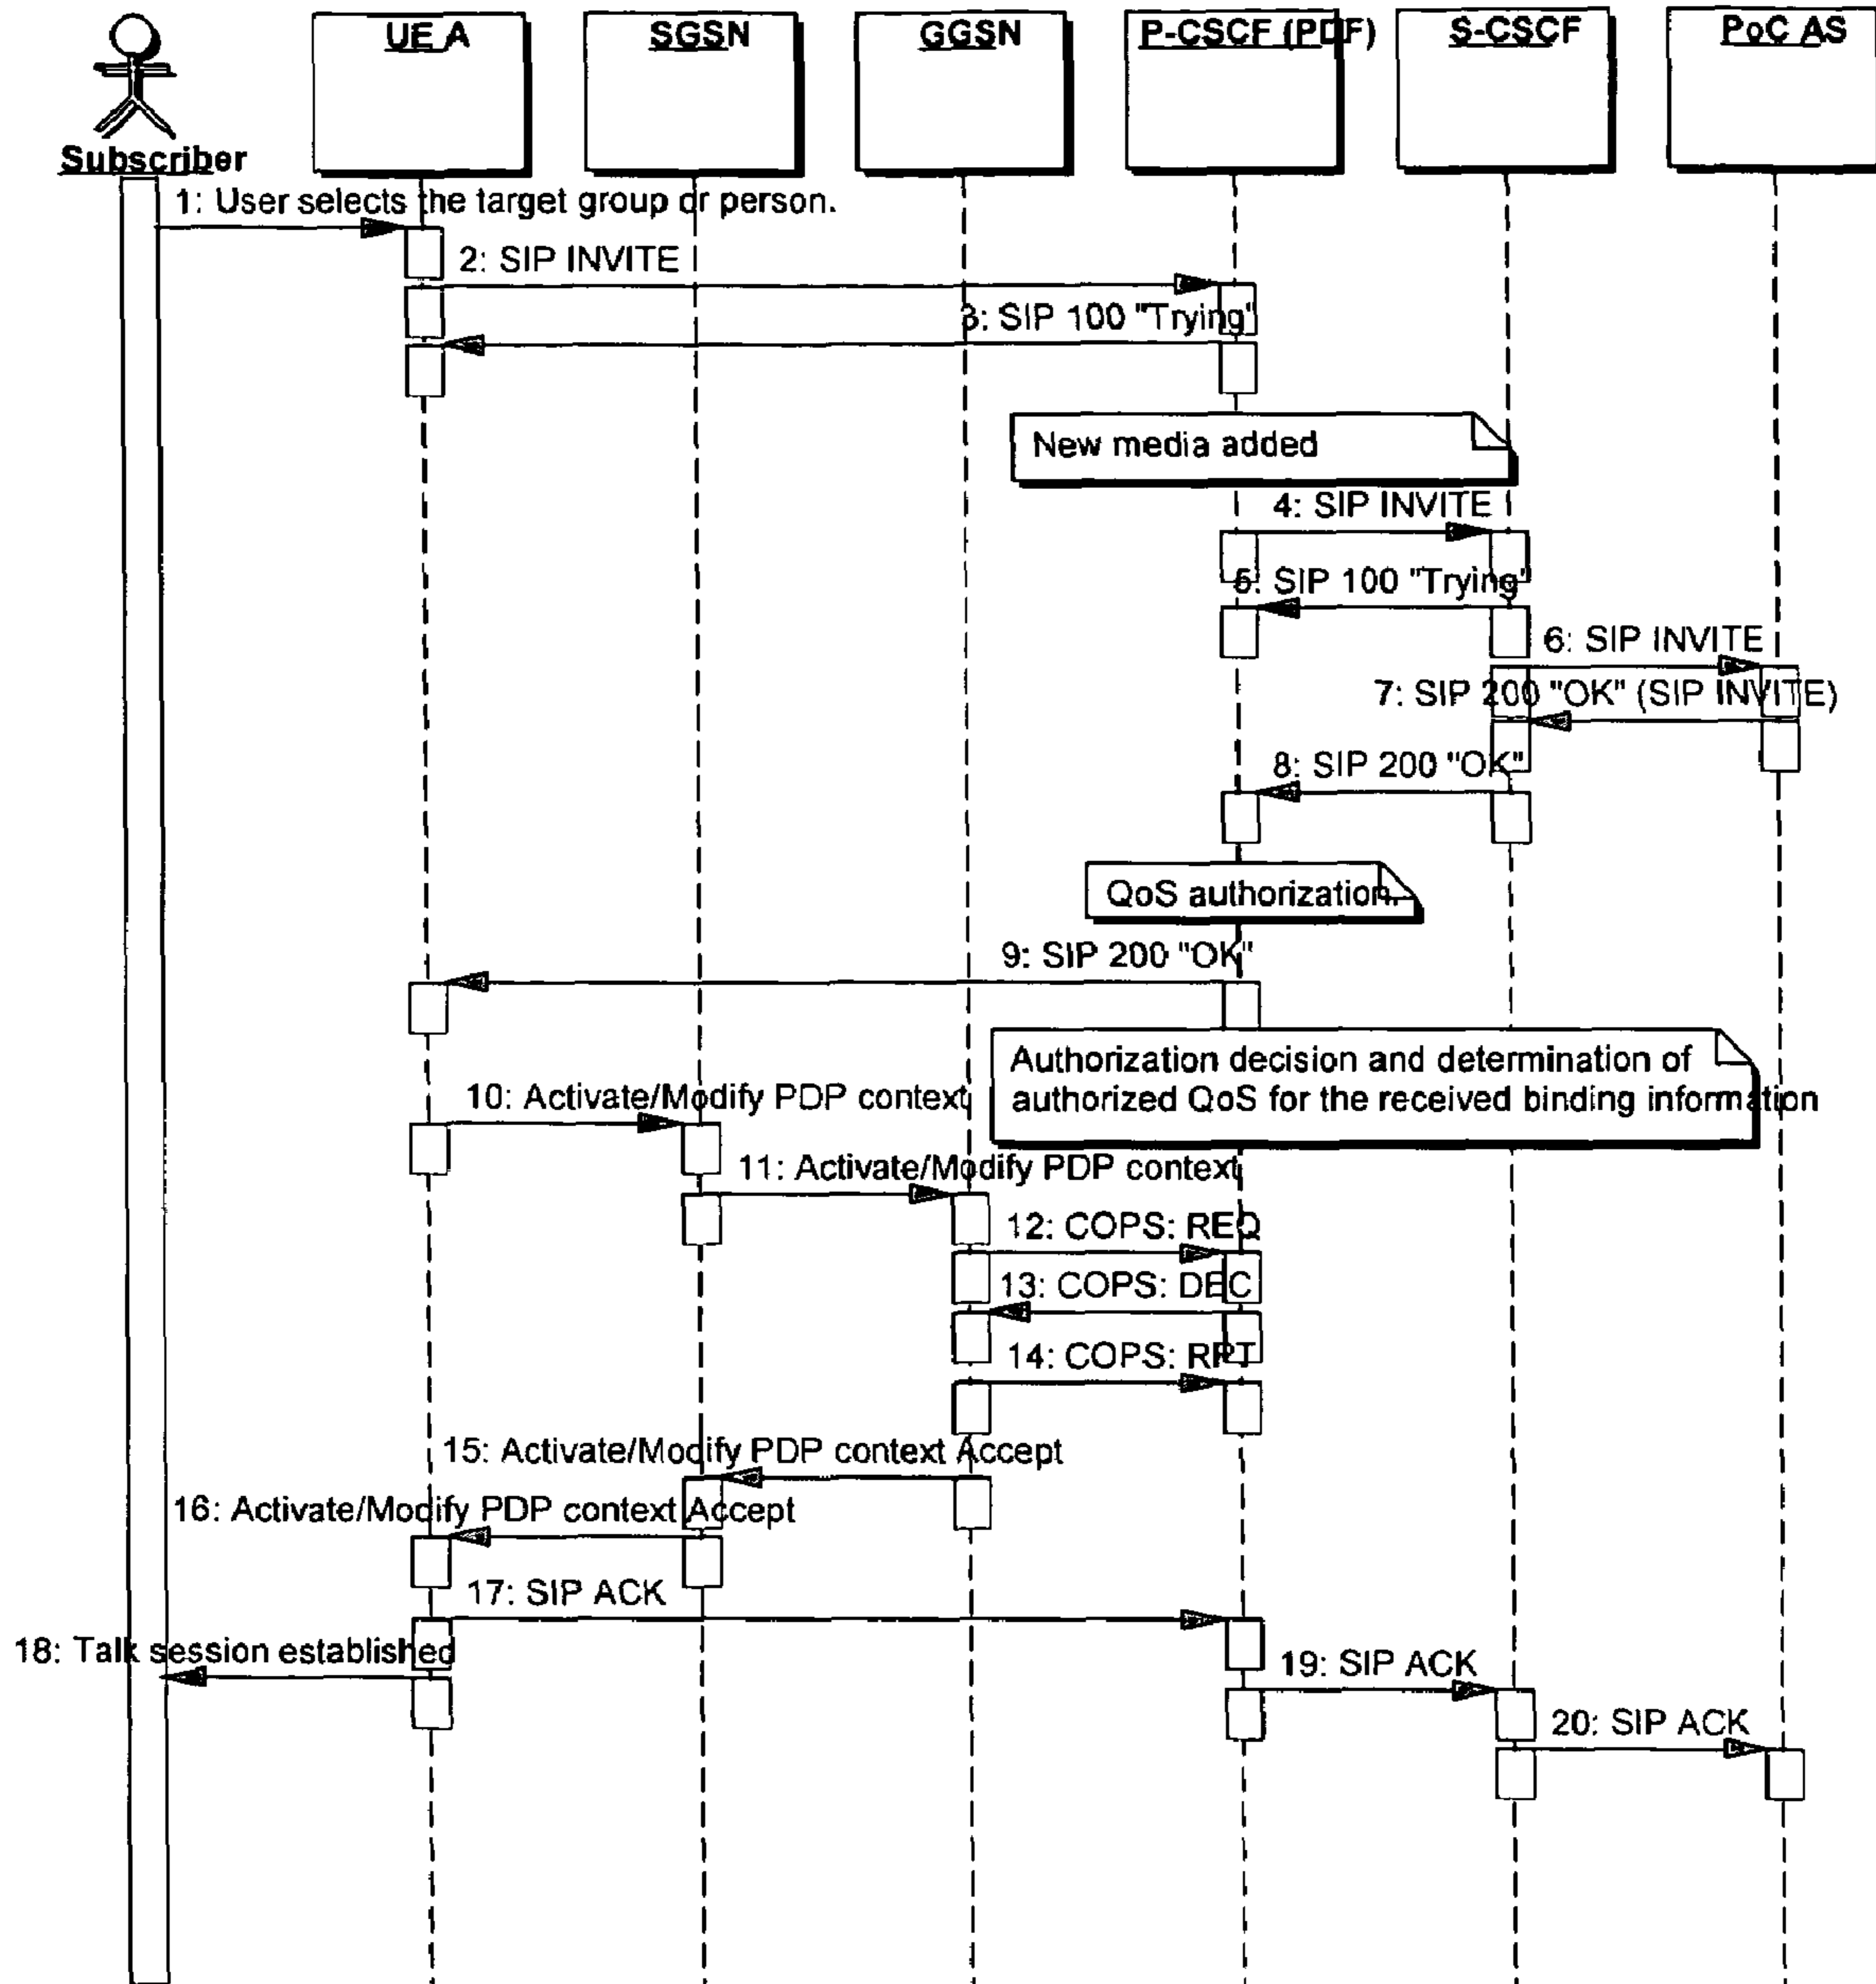 UE A
SGSN
GGSN
P-CSCF (PDF)
S-CSCF
PoC AS
Subscriber
1: User selects the target group or person.
2: SIP INVITE
3: SIP 100 "Trying"
New media added
4: SIP INVITE
5: SIP 100 "Trying"
6: SIP INVITE
7: SIP 200 "OK" (SIP INVITE)
8: SIP 200 "OK"
QoS authorization.
9: SIP 200 "OK"
Authorization decision and determination of
authorized QoS for the received binding information
10: Activate/Modify PDP context
11: Activate/Modify PDP context
12: COPS: REQ
13: COPS: DEC
14: COPS: RPT
15: Activate/Modify PDP context Accept
16: Activate/Modify PDP context Accept
17: SIP ACK
18: Talk session established
19: SIP ACK
20: SIP ACK